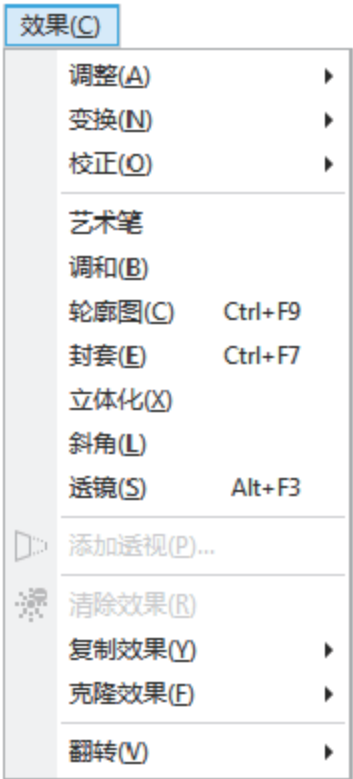 效果(C)
调整(A)
变换(N)
校正(O)
艺术笔
调和(B)
轮廓图(C) Ctrl+F9
封套(E) Ctrl+F7
立体化(X)
斜角(L)
透镜(S) Alt+F3
添加透视(P)...
清除效果(R)
复制效果(Y)
克隆效果(F)
翻转(V)